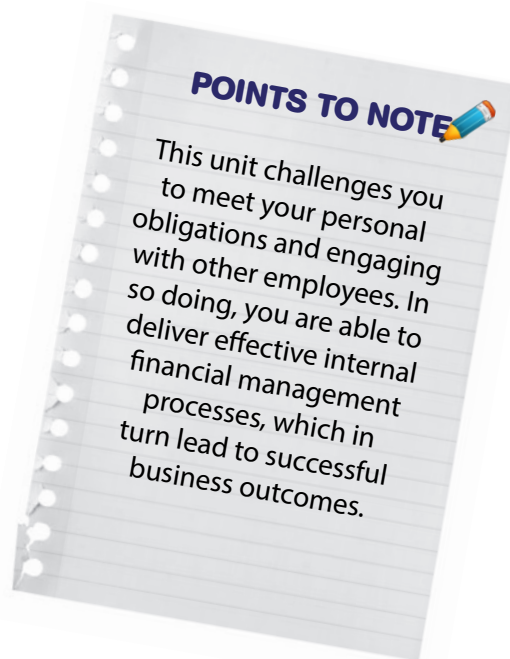 POINTS TO NOTE
This unit challenges you
to meet your personal
obligations and engaging
with other employees. In
so doing, you are able to
deliver effective internal
financial management
processes, which in
turn lead to successful
business outcomes.